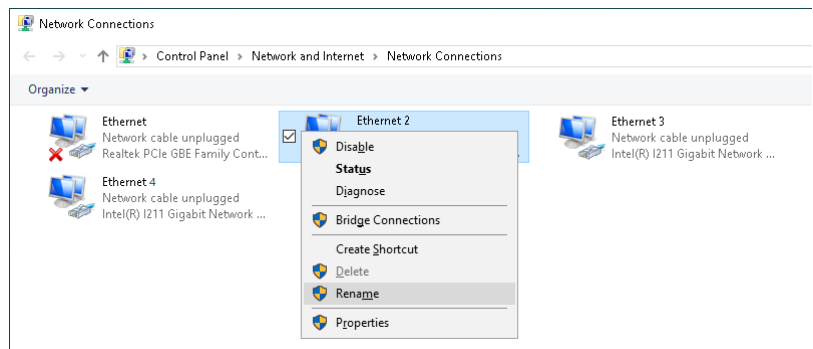 Network Connections
Control Panel > Network and Internet > Network Connections
Organize
Ethernet
Network cable unplugged
Realtek PCIe GBE Family Cont...
Ethernet 2
Ethernet 3
Network cable unplugged
Intel(R) I211 Gigabit Network ...
Ethernet 4
Network cable unplugged
Intel(R) I211 Gigabit Network ...
Disable
Status
Diagnose
Bridge Connections
Create Shortcut
Delete
Rename
Properties